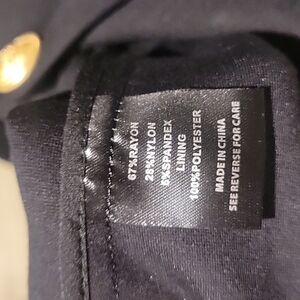 67%RAYON
28%NYLON
5%SPANDEX
LINING
100%POLYESTER
MADE IN CHINA
SEE REVERSE FOR CARE